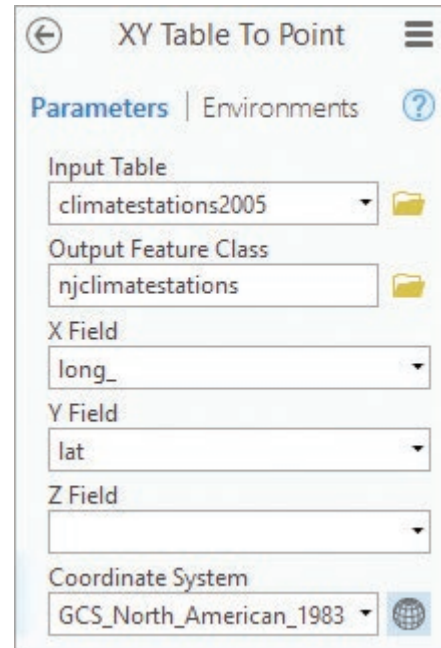 XY Table To Point
Parameters | Environments ?
Input Table
climatestations2005
Output Feature Class
njclimatestations
X Field
long_
Y Field
lat
Z Field
Coordinate System
GCS_North_American_1983